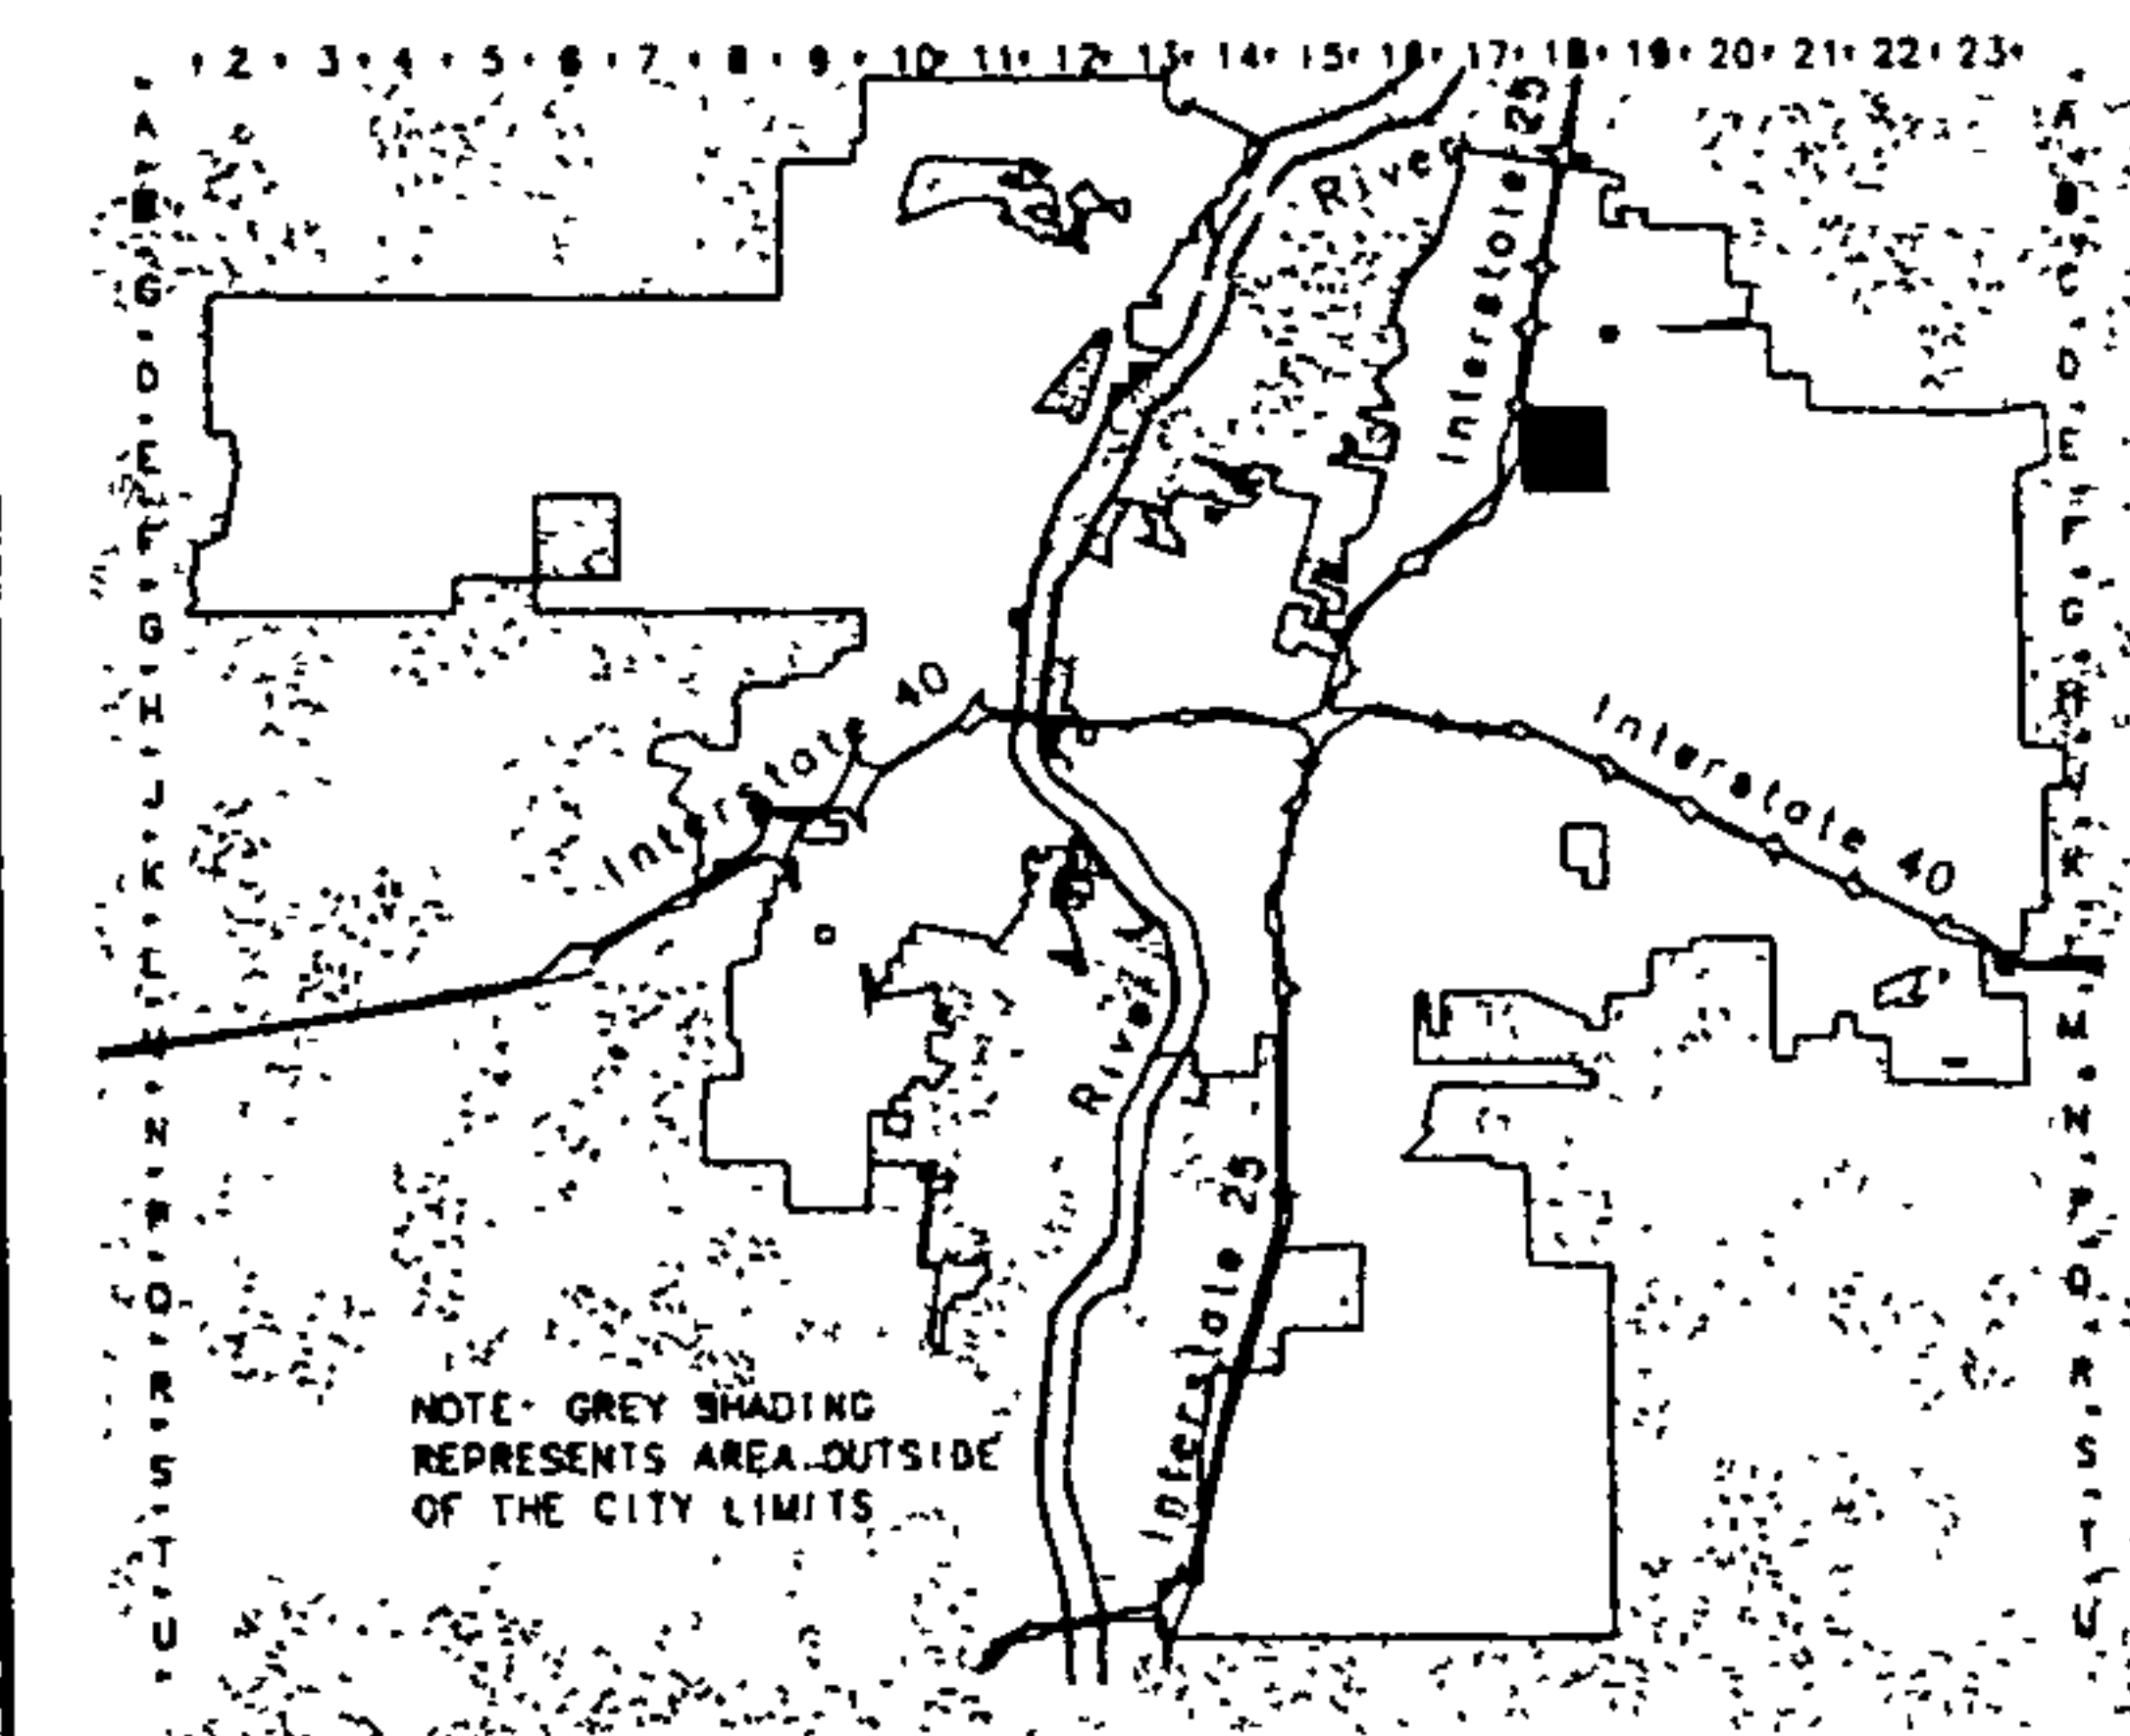 2 3 4 5 6 7 8 9 10 11 12 13 14 15 16 17 18 19 20 21 22 23
A A
B B
C C
D D
E E
F F
G G
H H
J J
K K
L
M M
N N
P P
Q Q
R R
S S
T T
U U
River
Interstate 25
Interstate 40
Interstate 40
River
Interstate 25
NOTE: GREY SHADING
REPRESENTS AREA OUTSIDE
OF THE CITY LIMITS